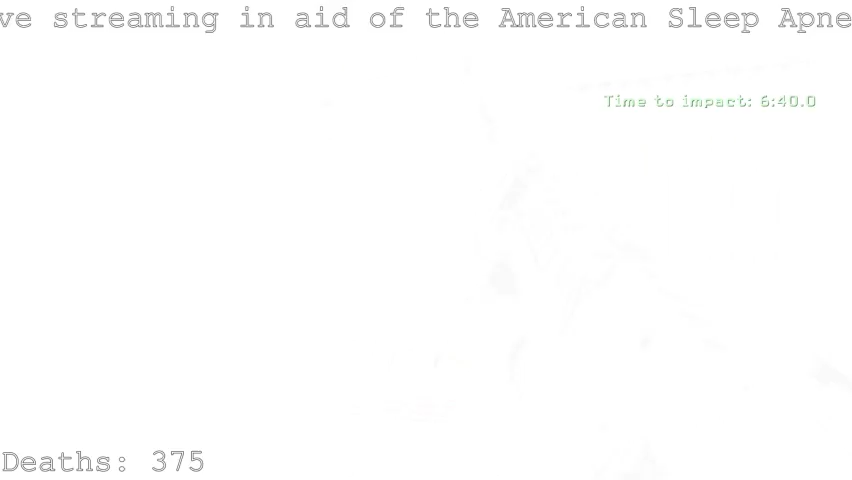 ve streaming in aid of the American Sleep Apne
Time to impact: 6:40.0
Deaths: 375